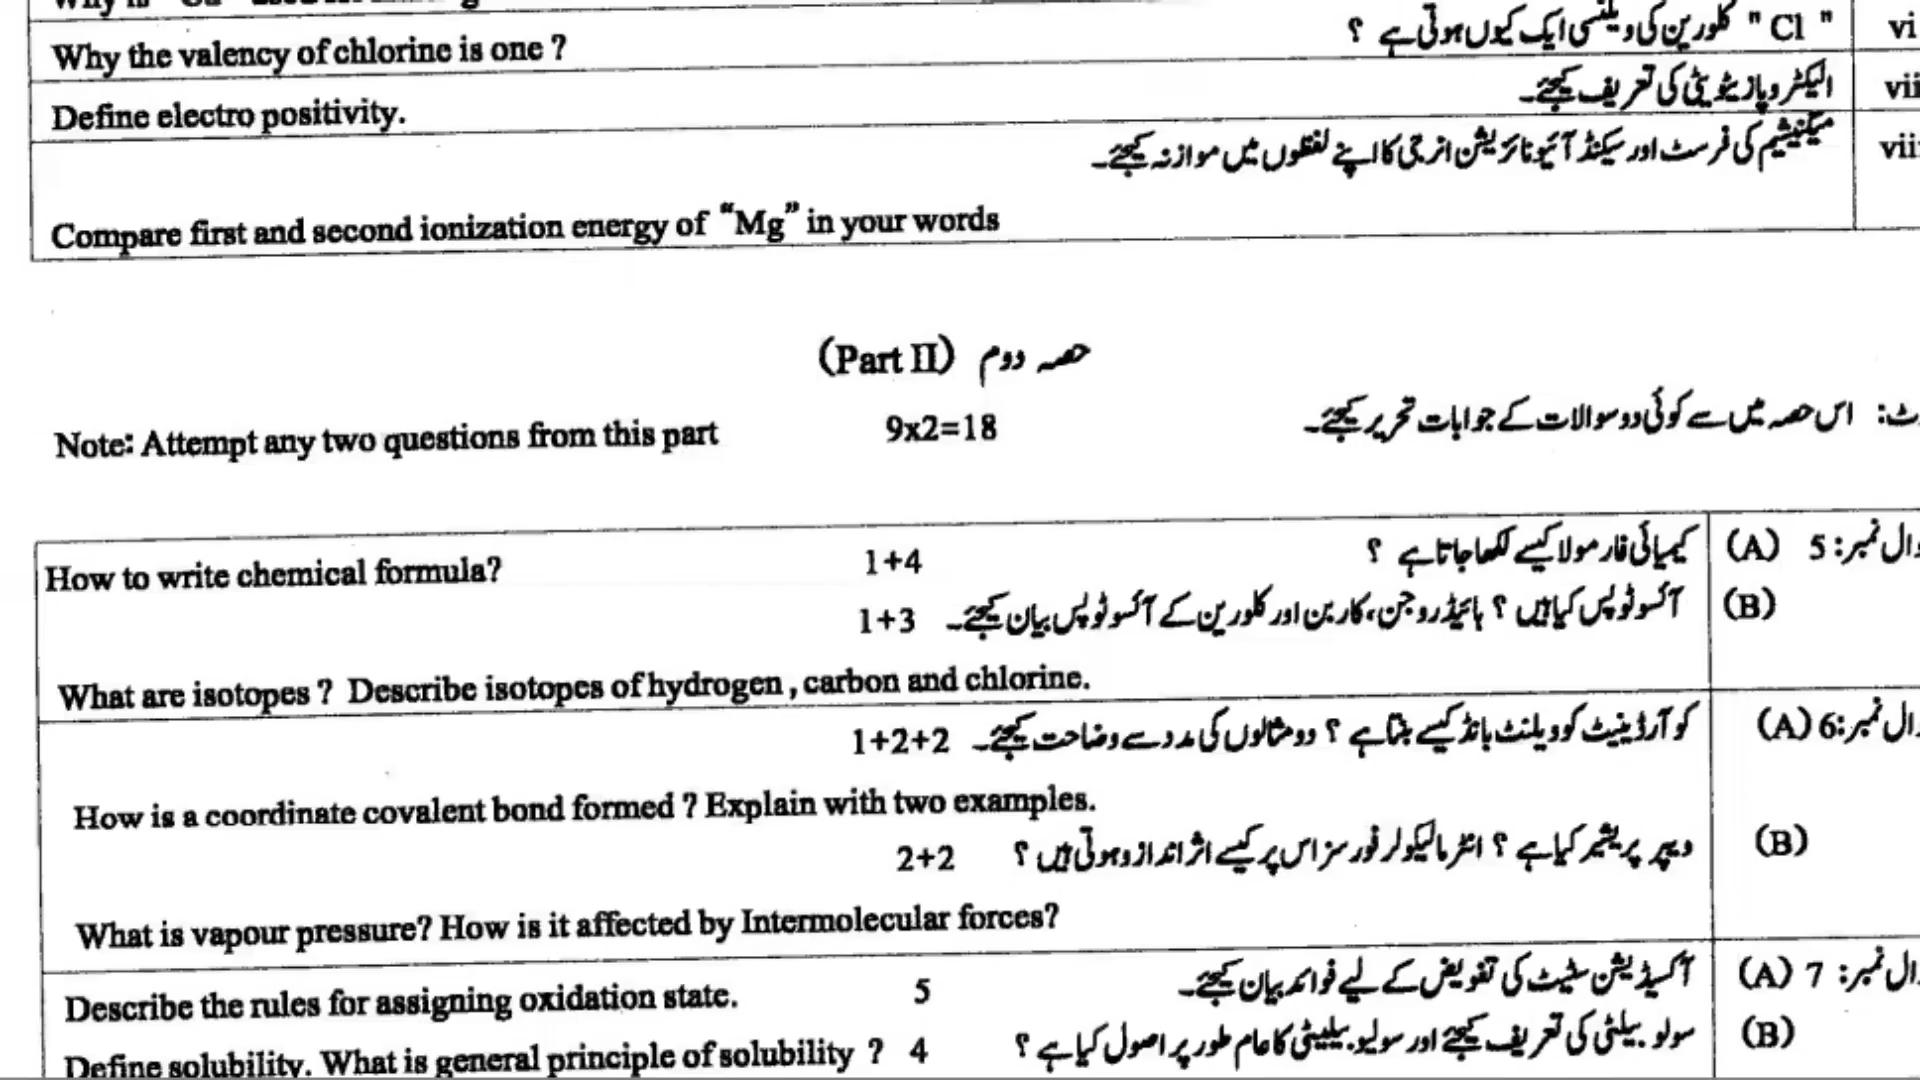 Why the valency of chlorine is one ?
" Cl " کلورین کی ویلنسی ایک کیوں ہوتی ہے ؟ vi
الیکٹروپازیٹویٹی کی تعریف کیجئے۔ vii
Define electro positivity.
میگنیشیم کی فرسٹ اور سیکنڈ آئیونائزیشن انرجی کا اپنے لفظوں میں موازنہ کیجئے۔
Compare first and second ionization energy of “Mg” in your words
(Part II) حصہ دوم
Note: Attempt any two questions from this part 9x2=18 اس حصہ میں سے کوئی دو سوالات کے جوابات تحریر کیجئے۔
How to write chemical formula? 1+4 کیمیائی فارمولا کیسے لکھا جاتا ہے ؟ (A) 5 :
1+3 آئسوٹوپس کیا ہیں ؟ ہائیڈروجن، کاربن اور کلورین کے آئسوٹوپس بیان کیجئے۔ (B)
What are isotopes ? Describe isotopes of hydrogen , carbon and chlorine.
1+2+2 کوآرڈینیٹ کوویلنٹ بانڈ کیسے بنتا ہے ؟ دو مثالوں کی مدد سے وضاحت کیجئے۔ (A) 6:
How is a coordinate covalent bond formed ? Explain with two examples.
2+2 ویپر پریشیر کیا ہے ؟ انٹر مالیکولر فورسز اس پر کیسے اثر انداز ہوتی ہیں ؟ (B)
What is vapour pressure? How is it affected by Intermolecular forces?
آکسیڈیشن سٹیٹ کی تفویض کے لیے فوائد بیان کیجئے۔ (A) 7 :
Describe the rules for assigning oxidation state. 5
سولوبیلٹی کی تعریف کیجئے اور سولیوبیلیٹی کا عام طور پر اصول کیا ہے ؟ (B)
Define solubility. What is general principle of solubility ? 4